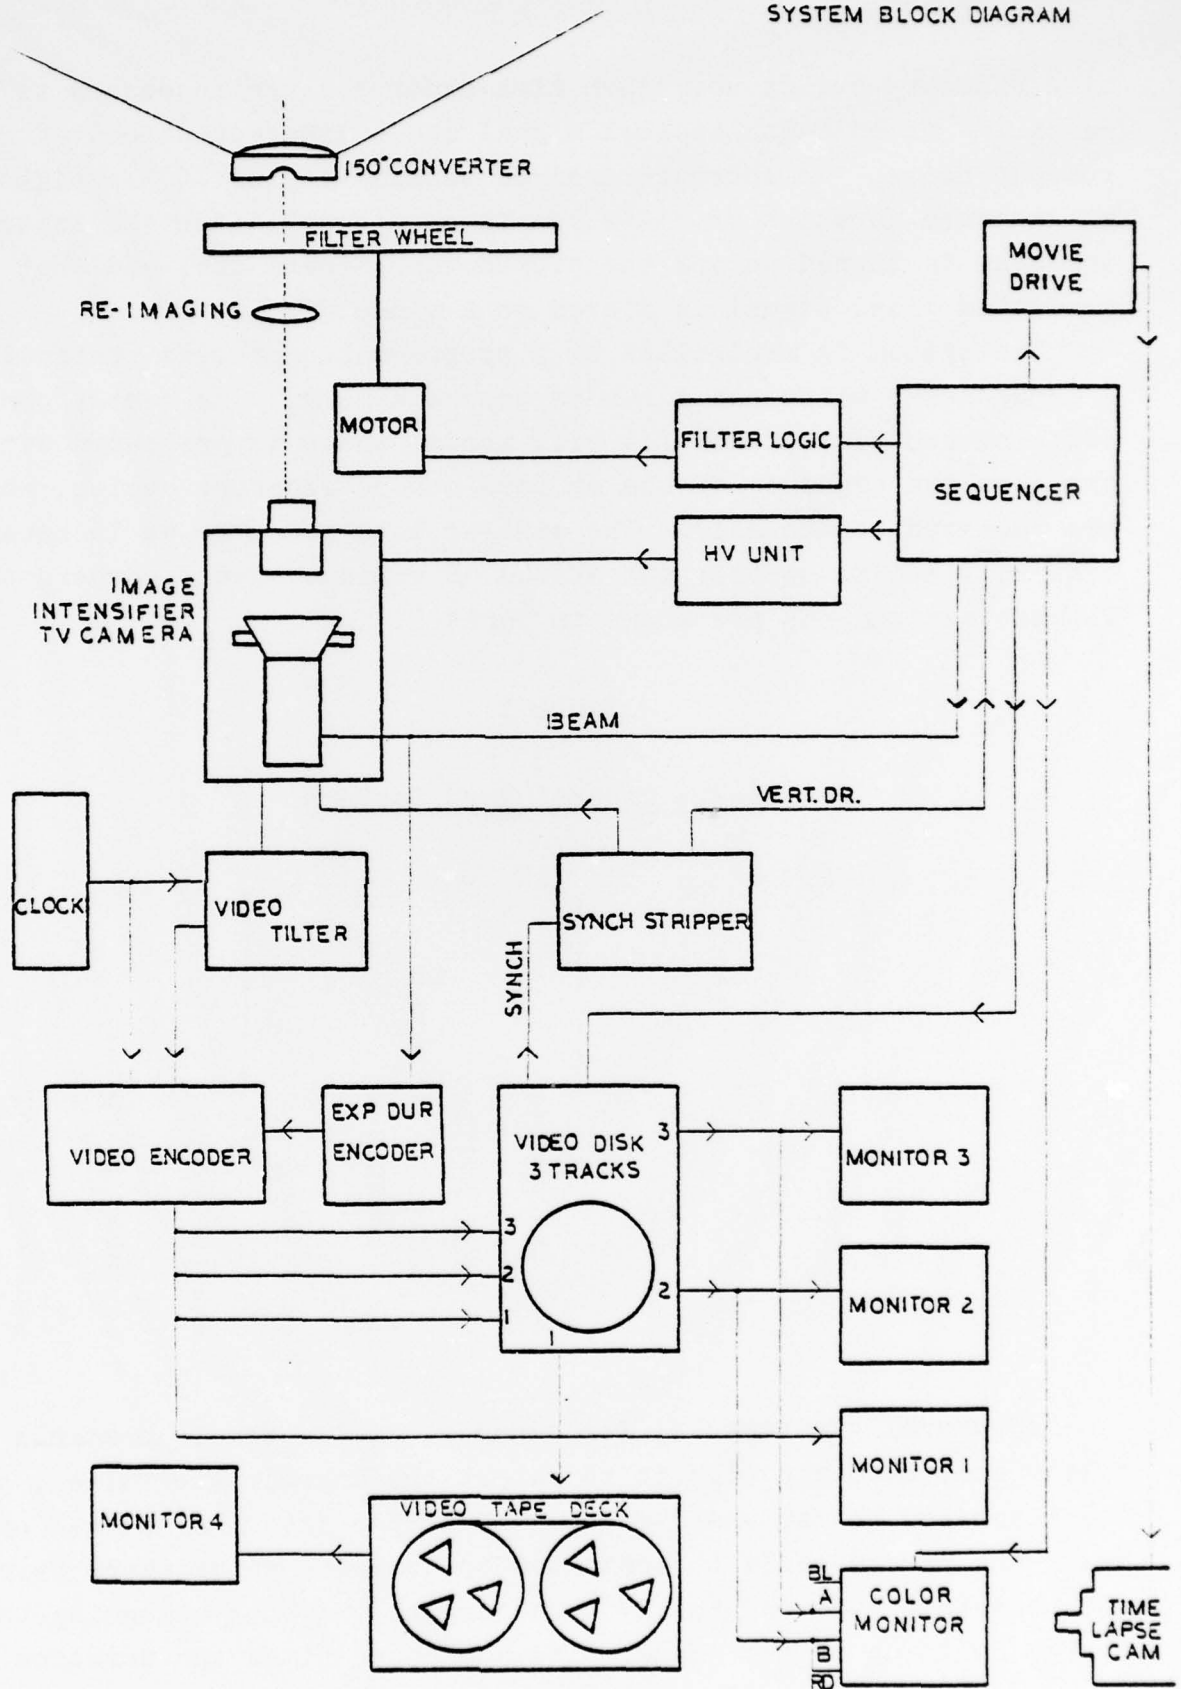 SYSTEM BLOCK DIAGRAM
150° CONVERTER
FILTER WHEEL
RE-IMAGING
MOVIE
DRIVE
MOTOR
FILTER LOGIC
SEQUENCER
HV UNIT
IMAGE
INTENSIFIER
TV CAMERA
BEAM
VERT. DR.
CLOCK
VIDEO
TILTER
SYNCH STRIPPER
SYNCH
VIDEO ENCODER
EXP DUR
ENCODER
VIDEO DISK
3 TRACKS
3
3
2
1
2
1
MONITOR 3
MONITOR 2
MONITOR 1
MONITOR 4
VIDEO TAPE DECK
BL
A
B
RD
COLOR
MONITOR
TIME
LAPSE
CAM